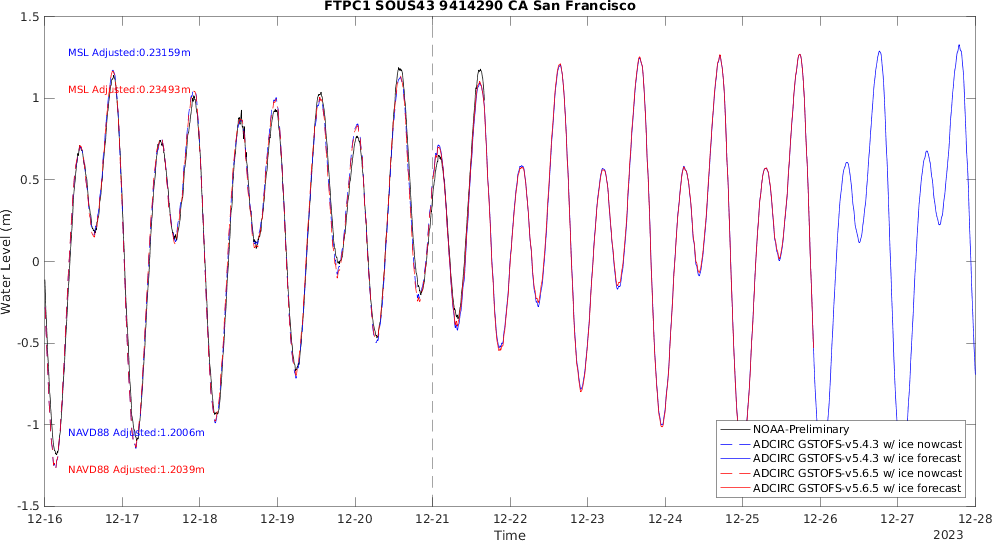 FTPC1 SOUS43 9414290 CA San Francisco
1.5
1
0.5
0
-0.5
-1
-1.5
Water Level (m)
MSL Adjusted:0.23159m
MSL Adjusted:0.23493m
NAVD88 Adjusted:1.2006m
NAVD88 Adjusted:1.2039m
NOAA-Preliminary
ADCIRC GSTOFS-v5.4.3 w/ ice nowcast
ADCIRC GSTOFS-v5.4.3 w/ ice forecast
ADCIRC GSTOFS-v5.6.5 w/ ice nowcast
ADCIRC GSTOFS-v5.6.5 w/ ice forecast
12-16 12-17 12-18 12-19 12-20 12-21 12-22 12-23 12-24 12-25 12-26 12-27 12-28
Time
2023